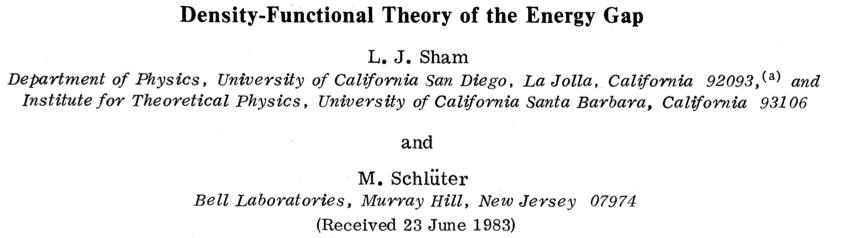 Density-Functional Theory of the Energy Gap
L. J. Sham
Department of Physics, University of California San Diego, La Jolla, California 92093,(a) and
Institute for Theoretical Physics, University of California Santa Barbara, California 93106
and
M. Schlüter
Bell Laboratories, Murray Hill, New Jersey 07974
(Received 23 June 1983)